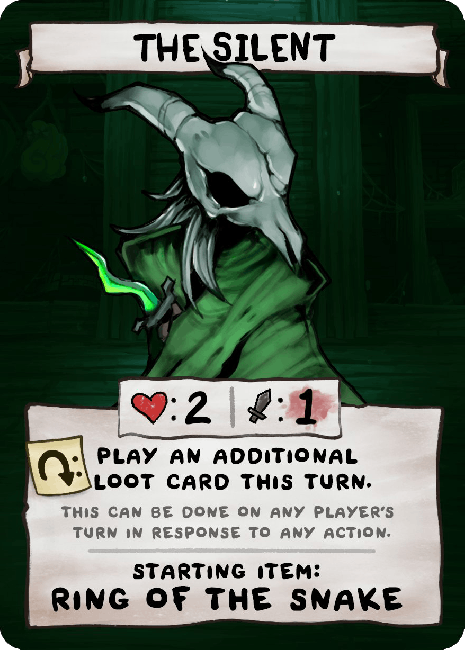 THE SILENT
: 2 | : 1
: PLAY AN ADDITIONAL
LOOT CARD THIS TURN.
THIS CAN BE DONE ON ANY PLAYER'S
TURN IN RESPONSE TO ANY ACTION.
STARTING ITEM:
RING OF THE SNAKE